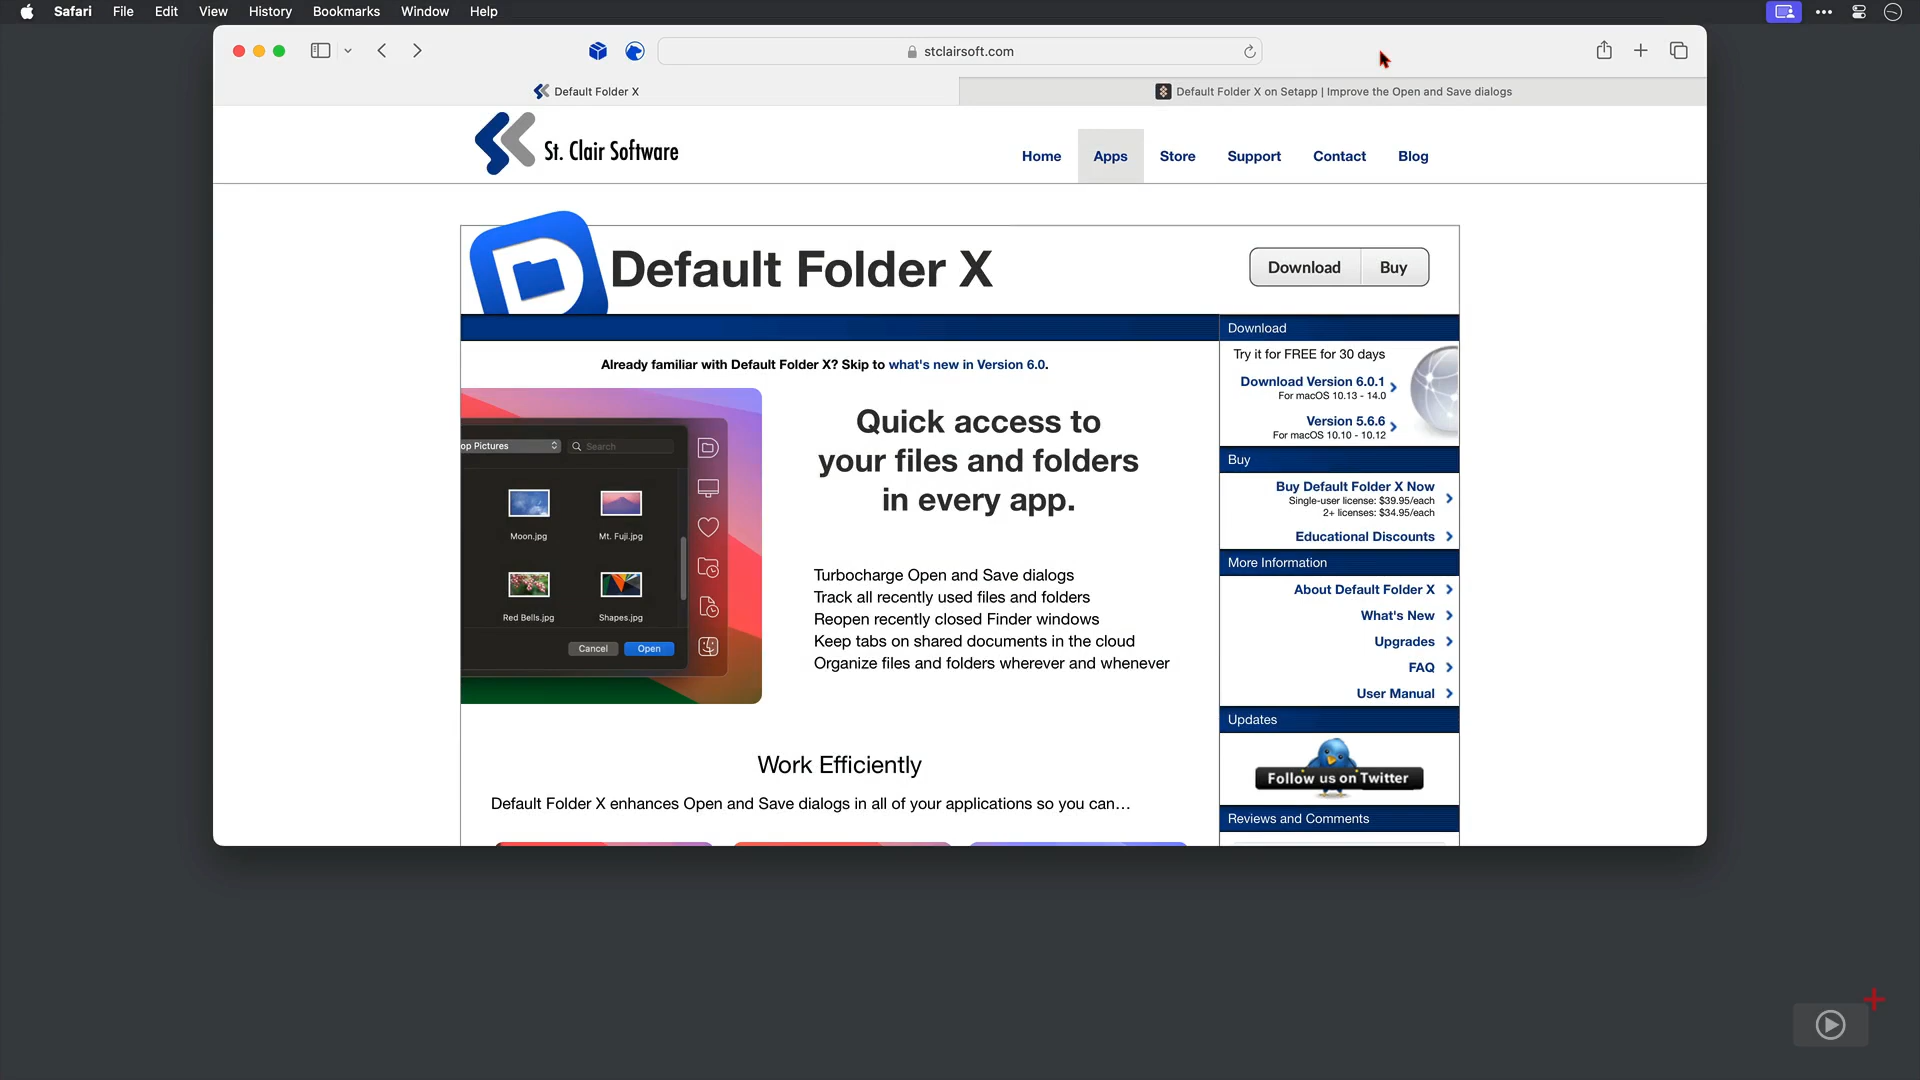 Safari File Edit View History Bookmarks Window Help
stclairsoft.com
Default Folder X
Default Folder X on Setapp | Improve the Open and Save dialogs
St. Clair Software
Home Apps Store Support Contact Blog
Default Folder X
Download Buy
Already familiar with Default Folder X? Skip to what's new in Version 6.0.
op Pictures
Search
Moon.jpg
Mt. Fuji.jpg
Red Bells.jpg
Shapes.jpg
Cancel Open
Quick access to
your files and folders
in every app.
Turbocharge Open and Save dialogs
Track all recently used files and folders
Reopen recently closed Finder windows
Keep tabs on shared documents in the cloud
Organize files and folders wherever and whenever
Work Efficiently
Default Folder X enhances Open and Save dialogs in all of your applications so you can…
Download
Try it for FREE for 30 days
Download Version 6.0.1
For macOS 10.13 - 14.0
Version 5.6.6
For macOS 10.10 - 10.12
Buy
Buy Default Folder X Now
Single-user license: $39.95/each
2+ licenses: $34.95/each
Educational Discounts
More Information
About Default Folder X
What's New
Upgrades
FAQ
User Manual
Updates
Follow us on Twitter
Reviews and Comments